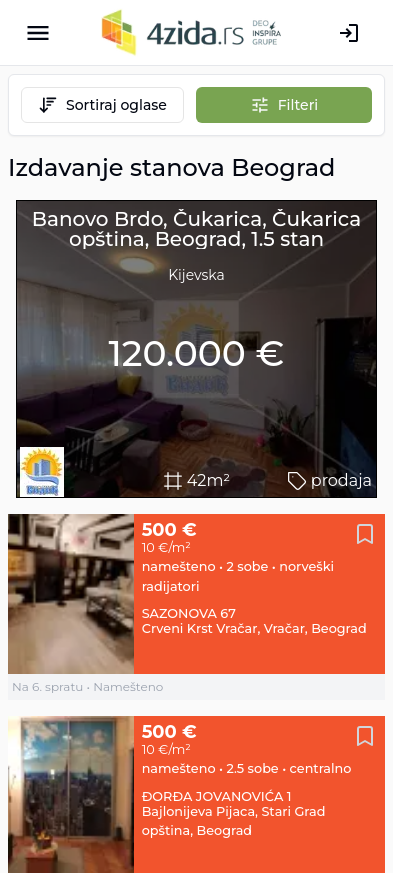 4zida.rs
DEO
INSPIRA
GRUPE
Sortiraj oglase
Filteri
Izdavanje stanova Beograd
Banovo Brdo, Čukarica, Čukarica
opština, Beograd, 1.5 stan
Kijevska
120.000 €
42m²
prodaja
500 €
10 €/m²
namešteno • 2 sobe • norveški
radijatori
SAZONOVA 67
Crveni Krst Vračar, Vračar, Beograd
Na 6. spratu • Namešteno
500 €
10 €/m²
namešteno • 2.5 sobe • centralno
ĐORĐA JOVANOVIĆA 1
Bajlonijeva Pijaca, Stari Grad
opština, Beograd